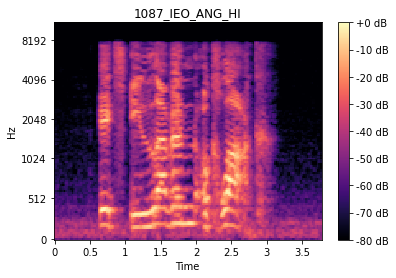 1087_IEO_ANG_HI
+0 dB
8192
-10 dB
4096
-20 dB
-30 dB
2048
Hz
-40 dB
1024
-50 dB
512
-60 dB
-70 dB
0
-80 dB
0 0.5 1 1.5 2 2.5 3 3.5
Time